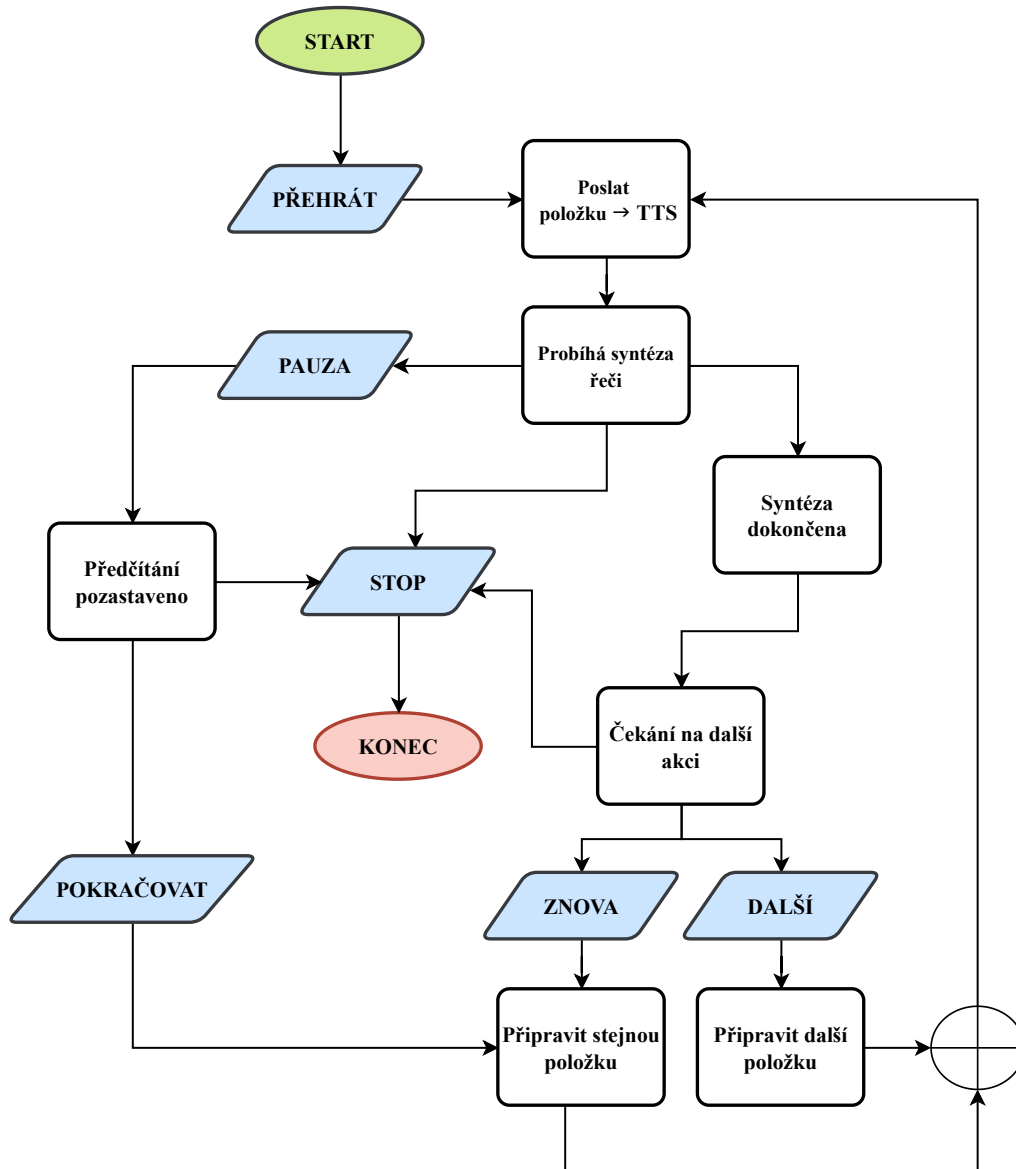 START
PŘEHRÁT
Poslat
položku → TTS
PAUZA
Probíhá syntéza
řeči
Syntéza
dokončena
Předčítání
pozastaveno
STOP
Čekání na další
akci
KONEC
POKRAČOVAT
ZNOVA
DALŠÍ
Připravit stejnou
položku
Připravit další
položku